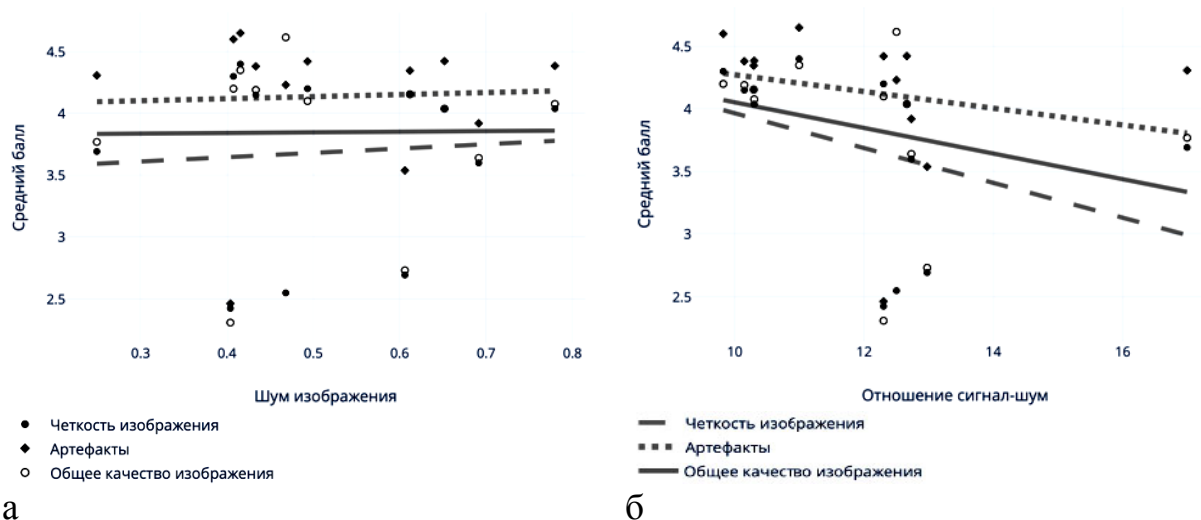 4.5
4
3.5
3
2.5
Средний балл
0.3 0.4 0.5 0.6 0.7 0.8
Шум изображения
Четкость изображения
Артефакты
Общее качество изображения
а
4.5
4
3.5
3
2.5
Средний балл
10 12 14 16
Отношение сигнал-шум
Четкость изображения
Артефакты
Общее качество изображения
б